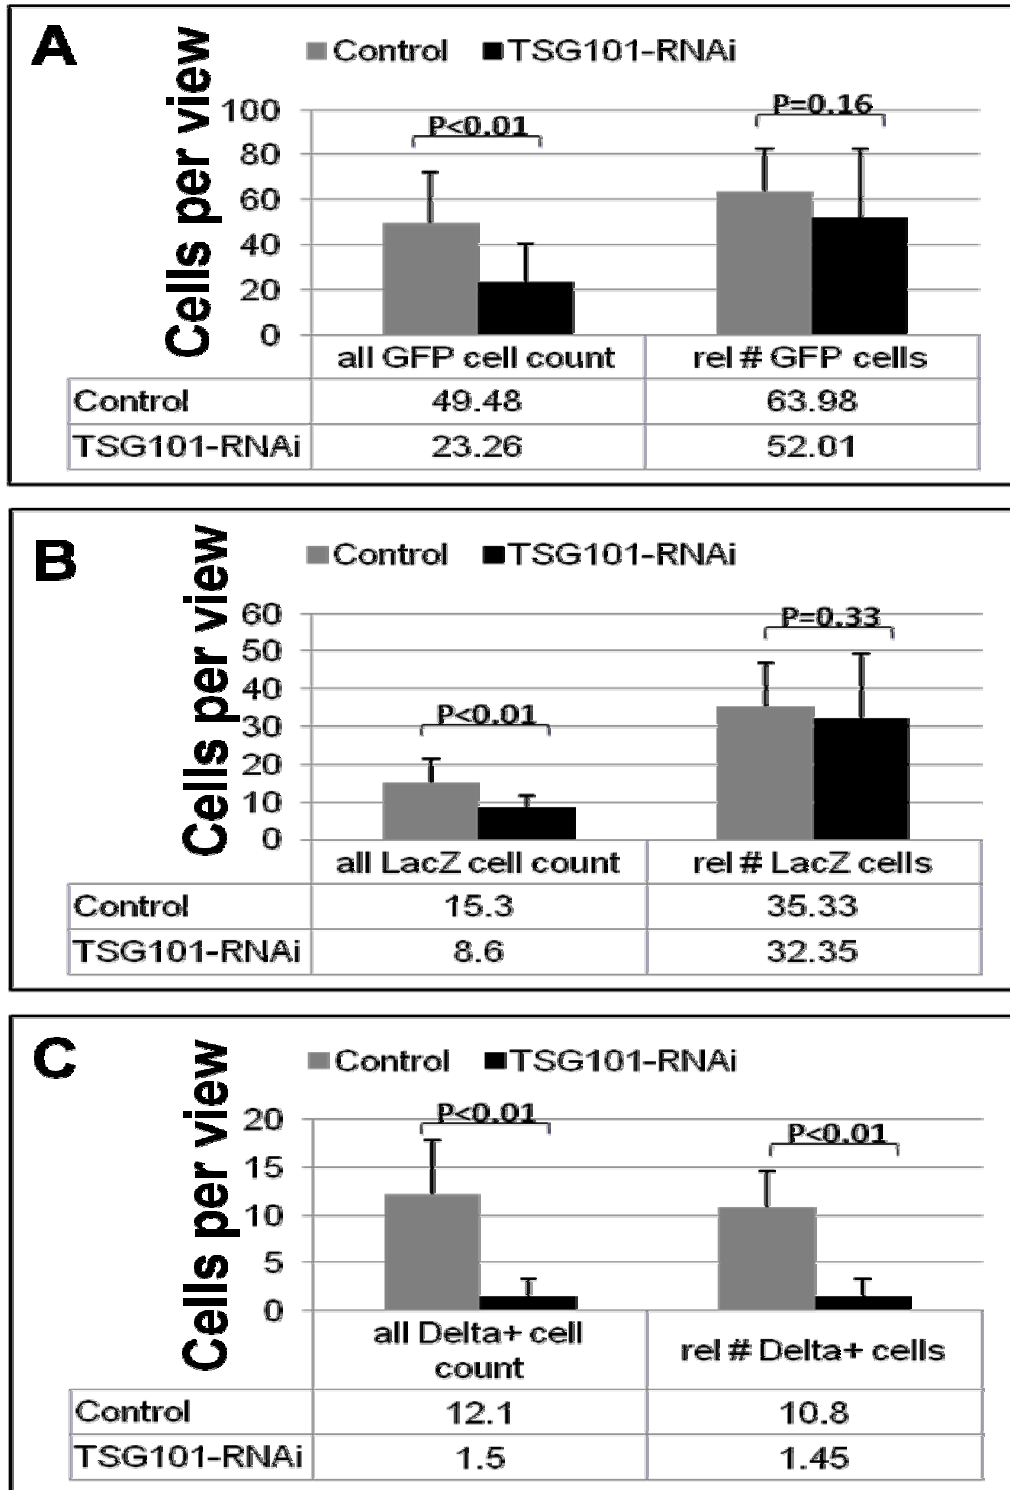 A
Control TSG101-RNAi
Cells per view
P<0.01
P=0.16
100
80
60
40
20
0
all GFP cell count rel # GFP cells
Control 49.48 63.98
TSG101-RNAi 23.26 52.01
B
Control TSG101-RNAi
Cells per view
P<0.01
P=0.33
60
50
40
30
20
10
0
all LacZ cell count rel # LacZ cells
Control 15.3 35.33
TSG101-RNAi 8.6 32.35
C
Control TSG101-RNAi
Cells per view
P<0.01
P<0.01
20
15
10
5
0
all Delta+ cell
count
rel # Delta+ cells
Control 12.1 10.8
TSG101-RNAi 1.5 1.45